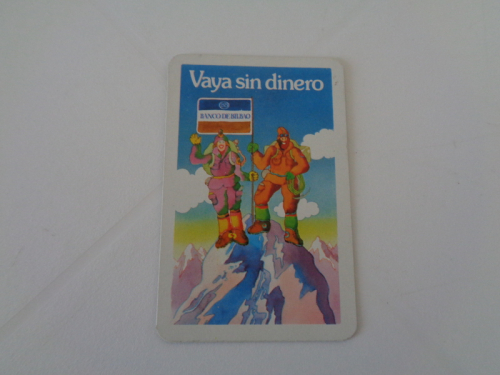 Vaya sin dinero
BANCO DE BILBAO